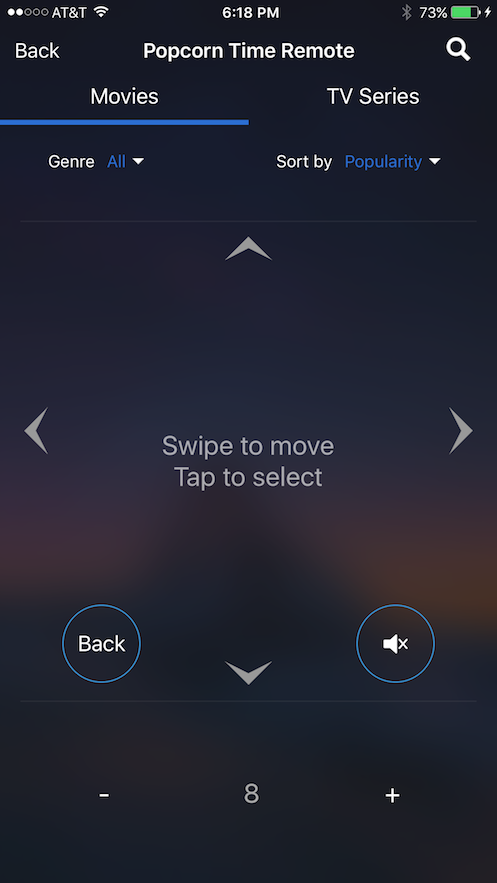 AT&T 6:18 PM 73%
Back Popcorn Time Remote
Movies TV Series
Genre All Sort by Popularity
Swipe to move
Tap to select
Back
- 8 +